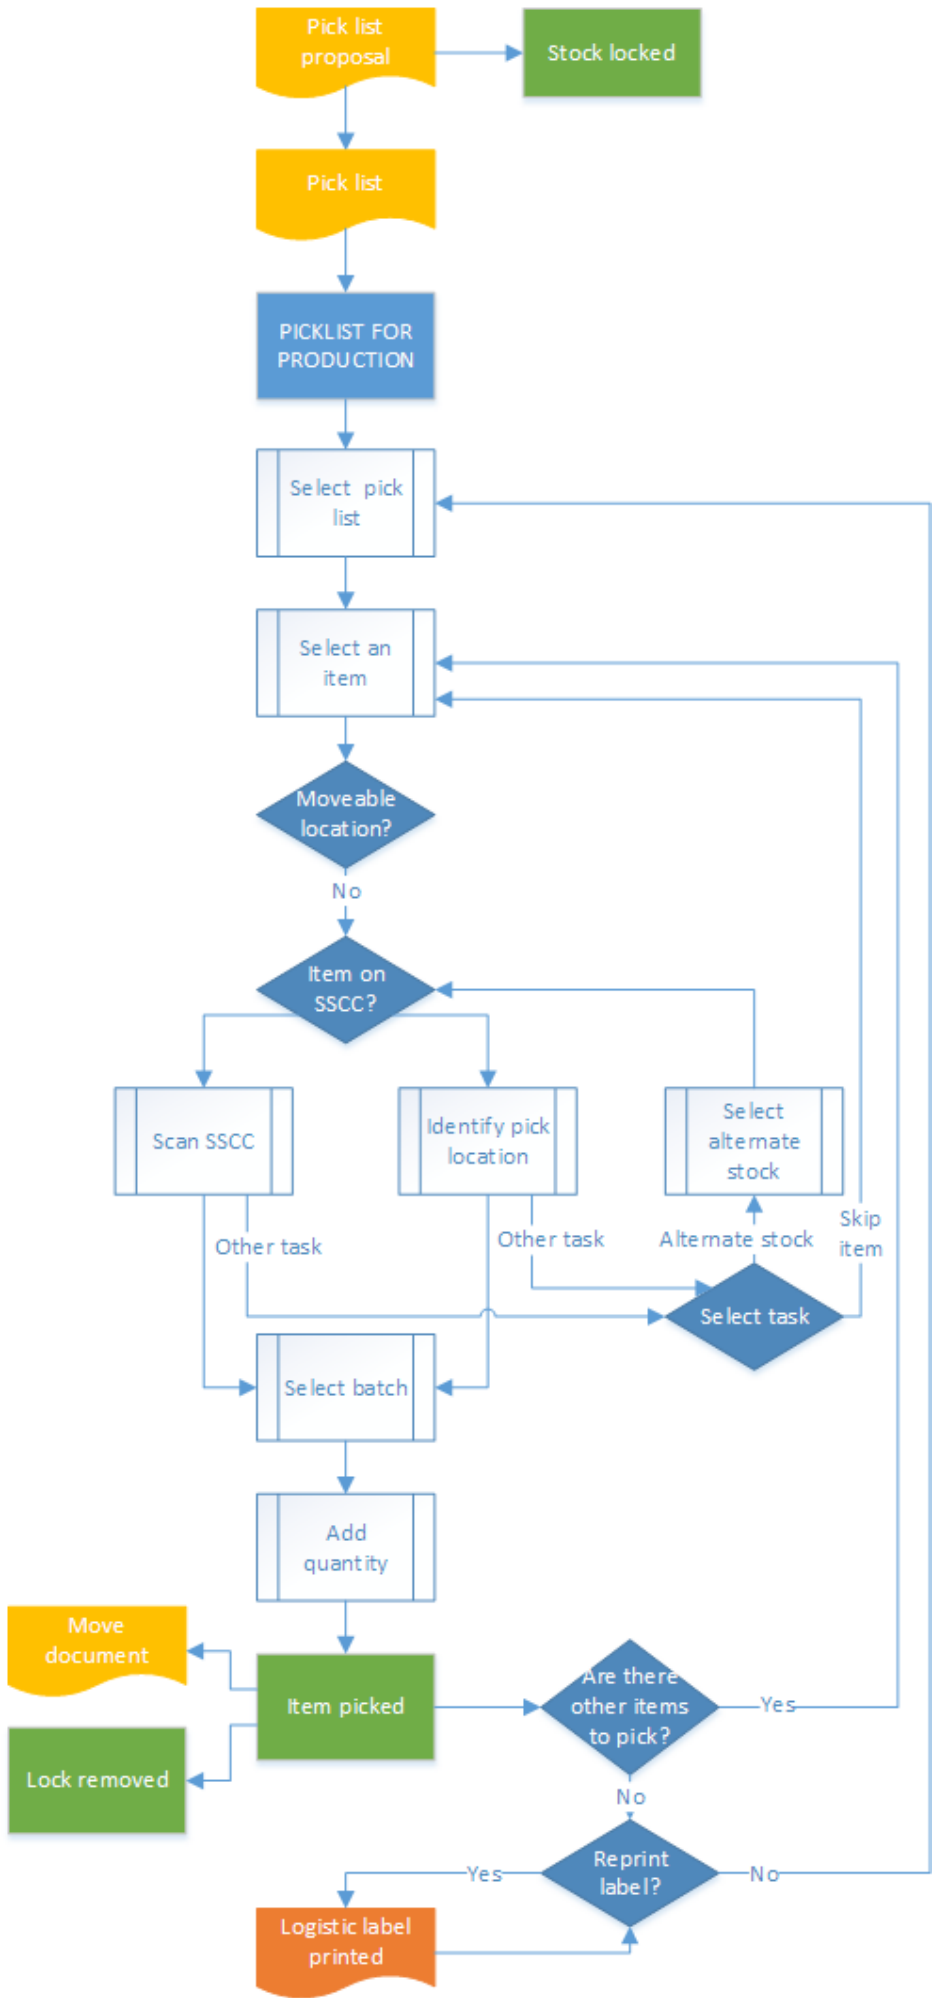 Pick list
proposal
Stock locked
Pick list
PICKLIST FOR
PRODUCTION
Select pick
list
Select an
item
Moveable
location?
No
Item on
SSCC?
Scan SSCC
Identify pick
location
Select
alternate
stock
Other task
Other task
Alternate stock
Skip
item
Select task
Select batch
Add
quantity
Move
document
Item picked
Lock removed
Are there
other items
to pick?
Yes
No
Reprint
label?
Yes
No
Logistic label
printed